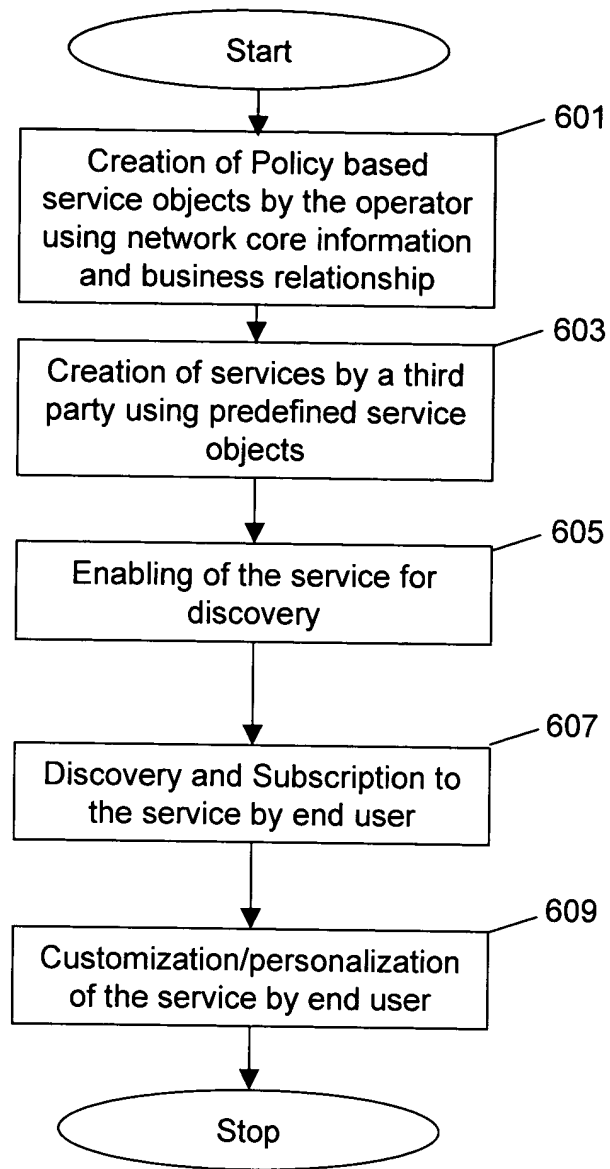 Start
601
Creation of Policy based
service objects by the operator
using network core information
and business relationship
603
Creation of services by a third
party using predefined service
objects
605
Enabling of the service for
discovery
607
Discovery and Subscription to
the service by end user
609
Customization/personalization
of the service by end user
Stop